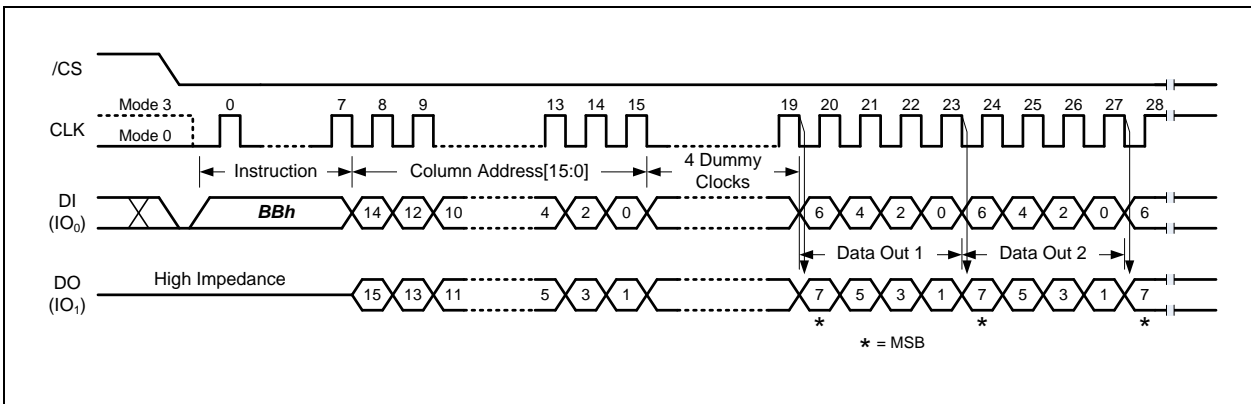 /CS
Mode 3 0 7 8 9 13 14 15 19 20 21 22 23 24 25 26 27 28
CLK
Mode 0
Instruction Column Address[15:0] 4 Dummy Clocks
DI (IO0) BBh 14 12 10 4 2 0 6 4 2 0 6 4 2 0 6
Data Out 1 Data Out 2
High Impedance
DO (IO1) 15 13 11 5 3 1 7 5 3 1 7 5 3 1 7
* * *
* = MSB